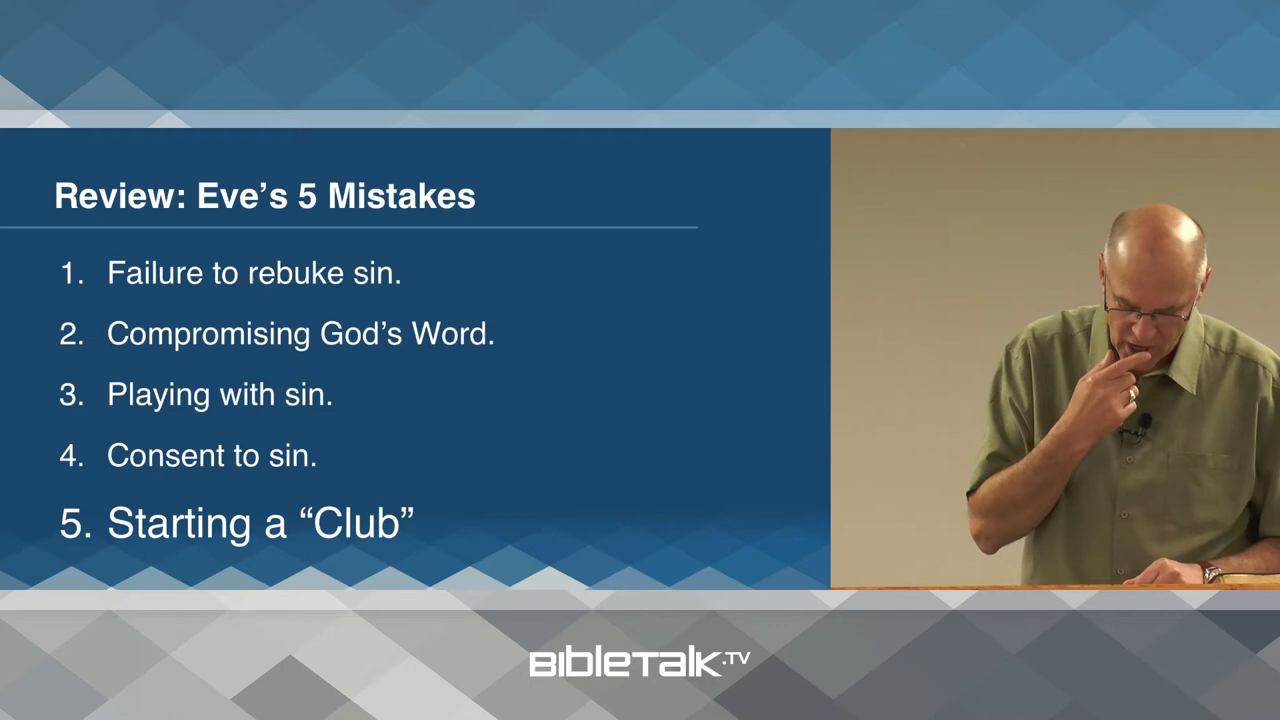 Review: Eve’s 5 Mistakes
1. Failure to rebuke sin.
2. Compromising God’s Word.
3. Playing with sin.
4. Consent to sin.
5. Starting a “Club”
BIBLETALK.TV